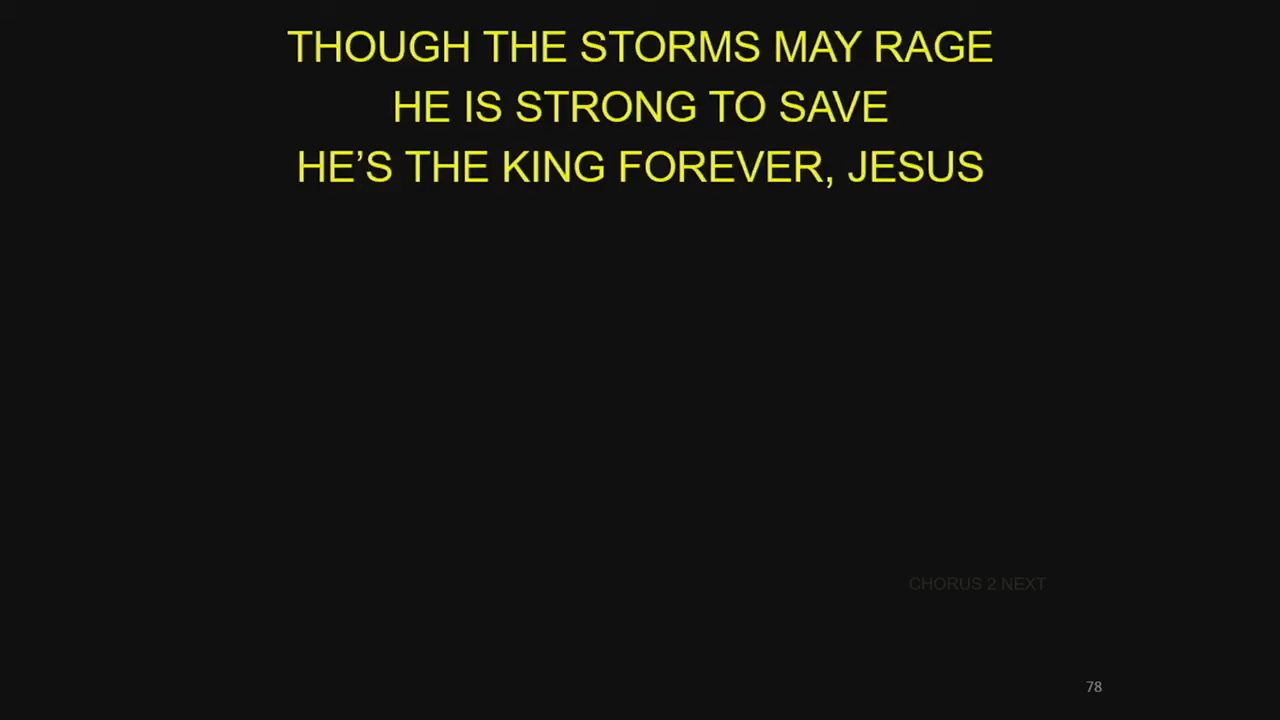 THOUGH THE STORMS MAY RAGE
HE IS STRONG TO SAVE
HE’S THE KING FOREVER, JESUS
CHORUS 2 NEXT
78